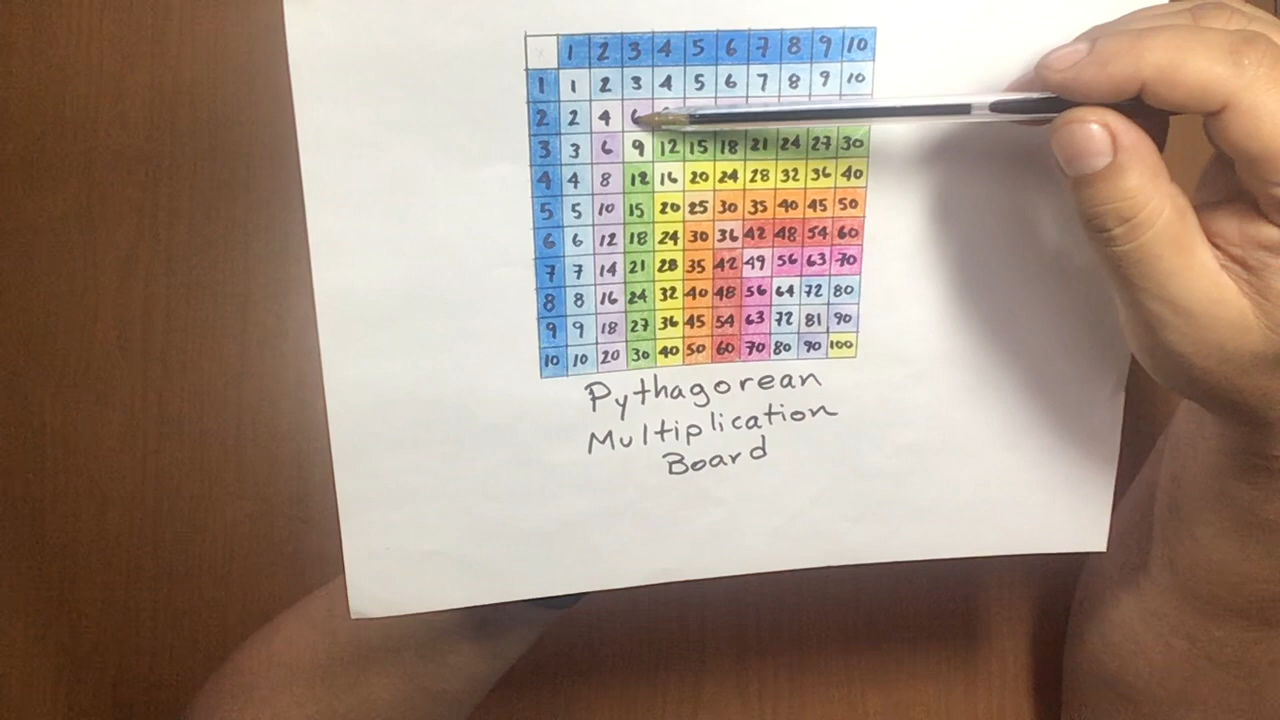 1 2 3 4 5 6 7 8 9 10
1 1 2 3 4 5 6 7 8 9 10
2 2 4 6
3 3 6 9 12 15 18 21 24 27 30
4 4 8 12 16 20 24 28 32 36 40
5 5 10 15 20 25 30 35 40 45 50
6 6 12 18 24 30 36 42 48 54 60
7 7 14 21 28 35 42 49 56 63 70
8 8 16 24 32 40 48 56 64 72 80
9 9 18 27 36 45 54 63 72 81 90
10 10 20 30 40 50 60 70 80 90 100
Pythagorean
Multiplication
Board